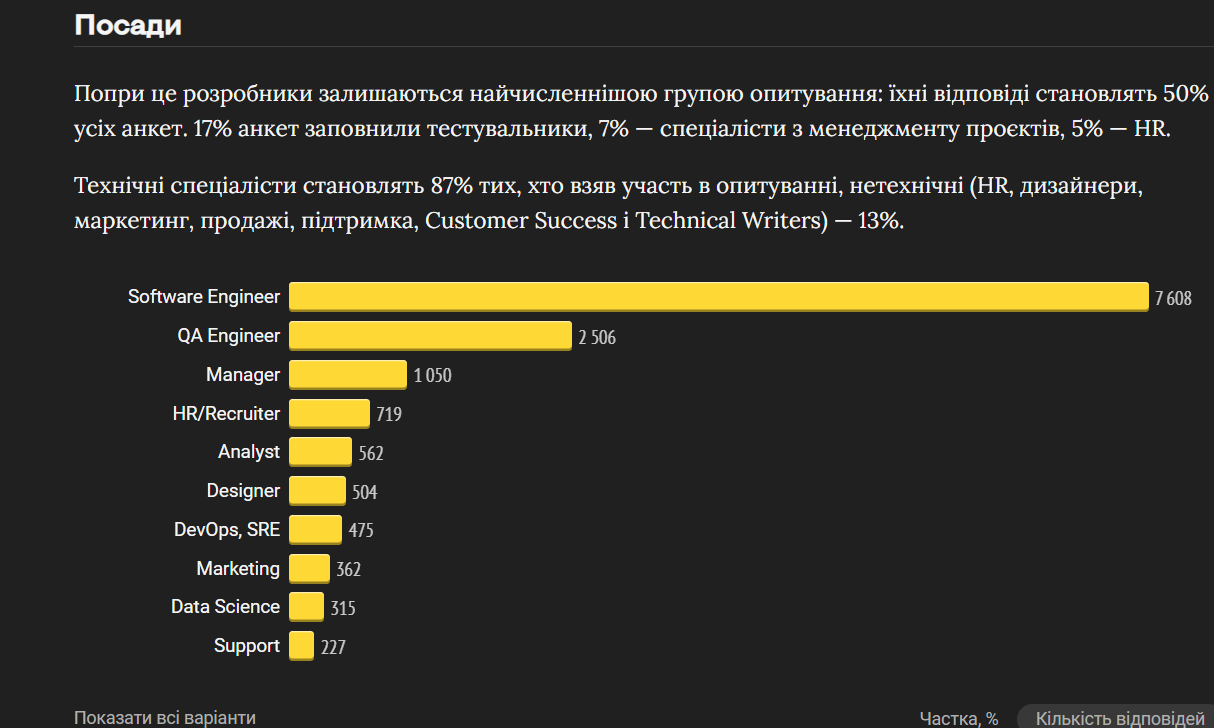 Посади
Попри це розробники залишаються найчисленнішою групою опитування: їхні відповіді становлять 50%
усіх анкет. 17% анкет заповнили тестувальники, 7% — спеціалісти з менеджменту проєктів, 5% — HR.
Технічні спеціалісти становлять 87% тих, хто взяв участь в опитуванні, нетехнічні (HR, дизайнери,
маркетинг, продажі, підтримка, Customer Success і Technical Writers) — 13%.
Software Engineer 7 608
QA Engineer 2 506
Manager 1 050
HR/Recruiter 719
Analyst 562
Designer 504
DevOps, SRE 475
Marketing 362
Data Science 315
Support 227
Показати всі варіанти Частка, % Кількість відповідей